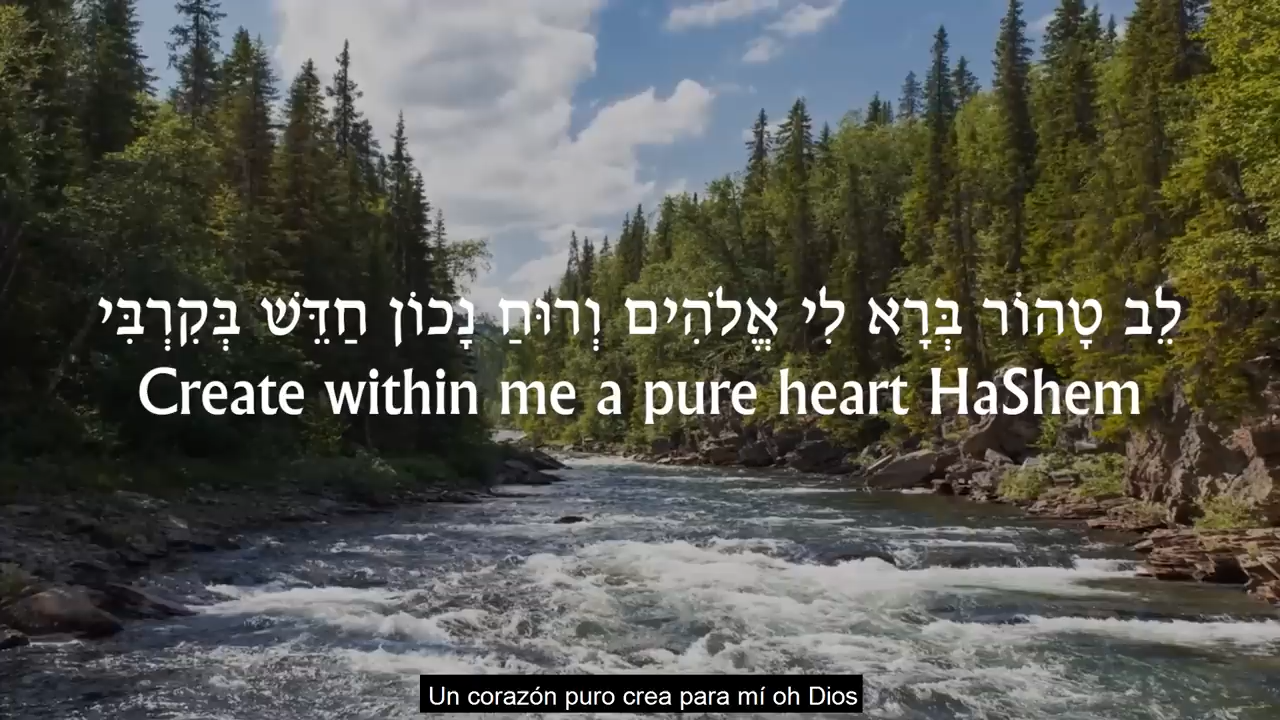 לֵב טָהוֹר בְּרָא לִי אֱלֹהִים וְרוּחַ נָכוֹן חַדֵּשׁ בְּקִרְבִּי
Create within me a pure heart HaShem
Un corazón puro crea para mí oh Dios